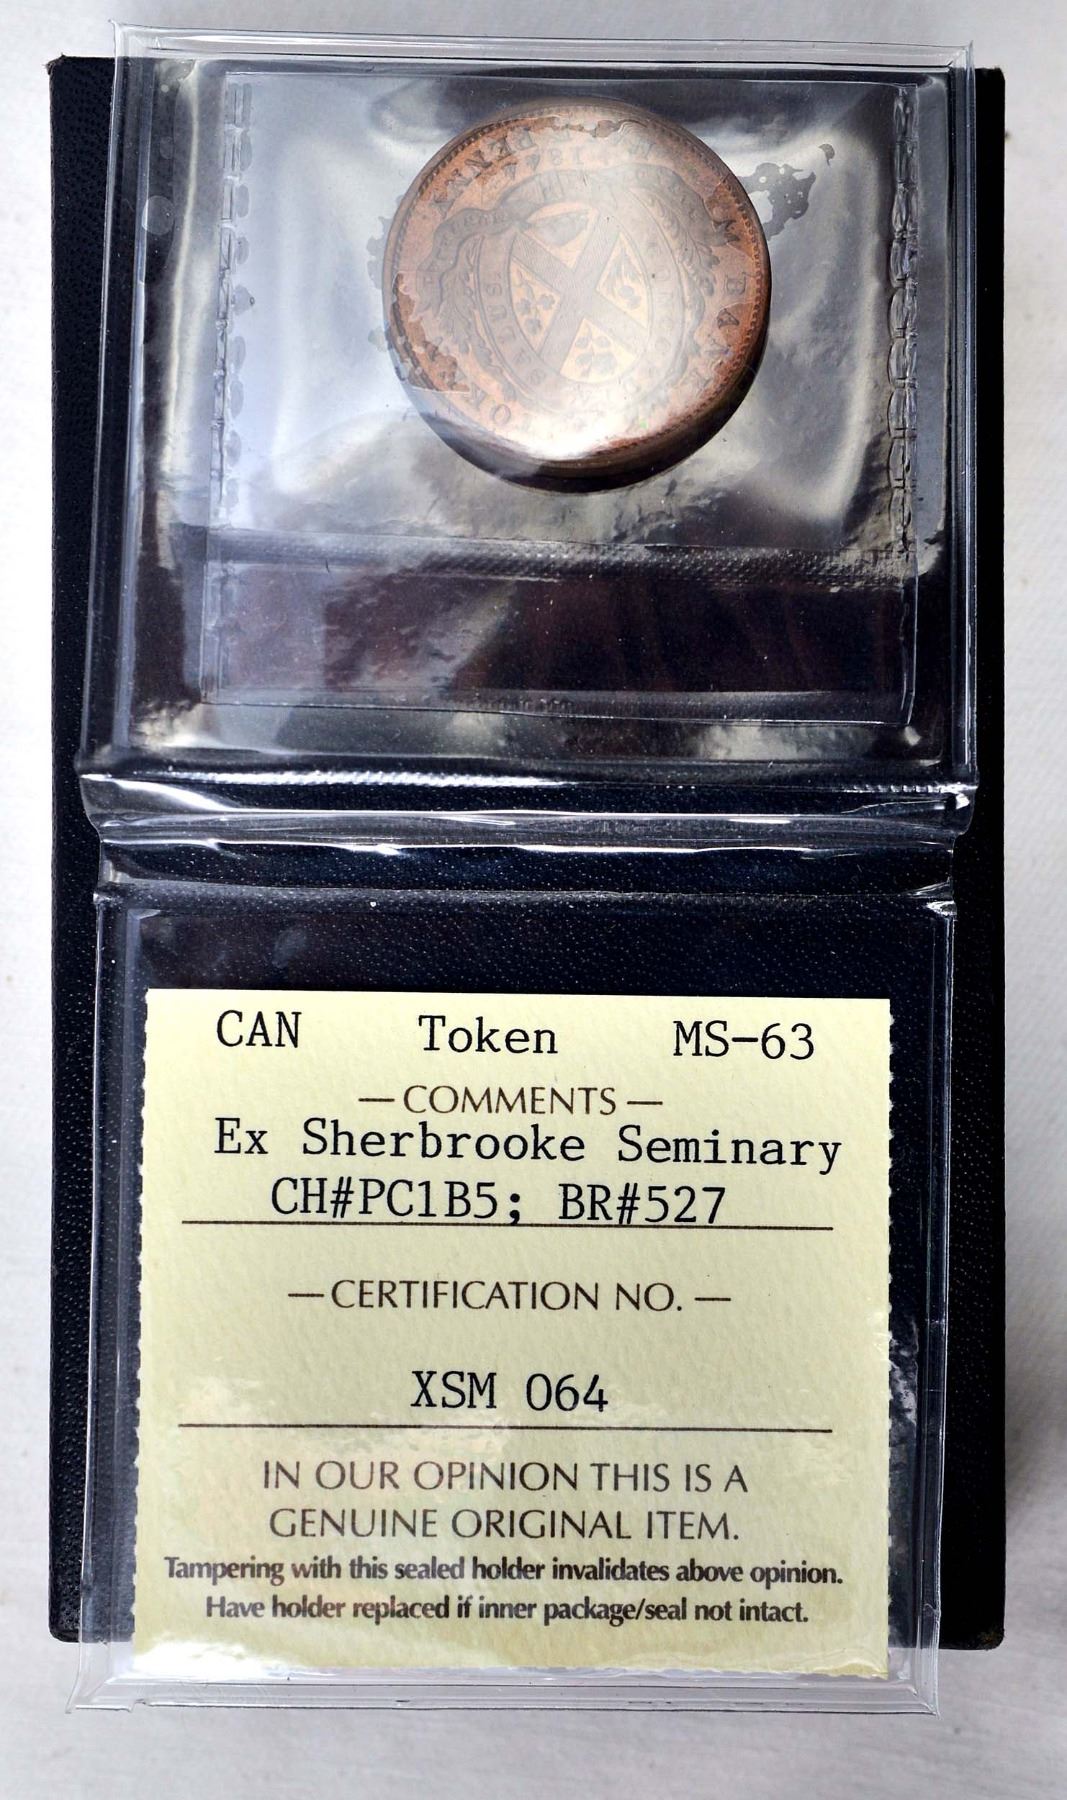 CAN Token MS-63
— COMMENTS —
Ex Sherbrooke Seminary
CH#PC1B5; BR#527
— CERTIFICATION NO. —
XSM 064
IN OUR OPINION THIS IS A
GENUINE ORIGINAL ITEM.
Tampering with this sealed holder invalidates above opinion.
Have holder replaced if inner package/seal not intact.